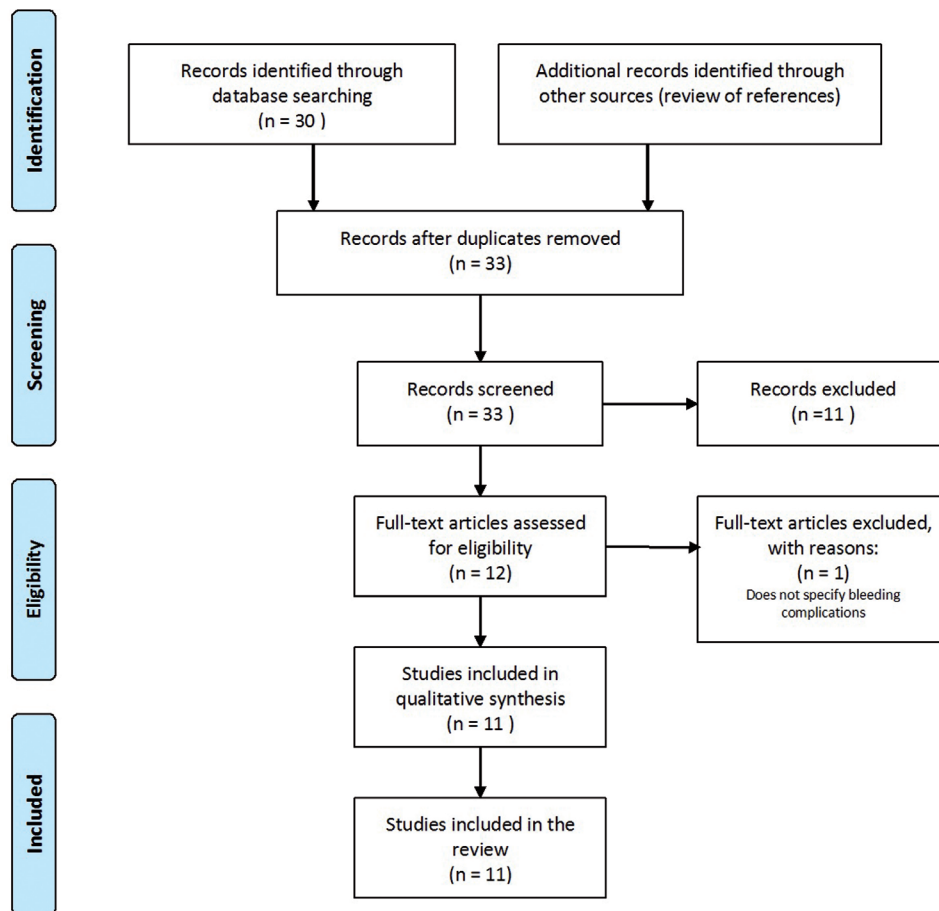 Identification
Records identified through
database searching
(n = 30 )
Additional records identified through
other sources (review of references)
Records after duplicates removed
(n = 33)
Screening
Records screened
(n = 33 )
Records excluded
(n =11 )
Eligibility
Full-text articles assessed
for eligibility
(n = 12)
Full-text articles excluded,
with reasons:
(n = 1)
Does not specify bleeding
complications
Studies included in
qualitative synthesis
(n = 11 )
Included
Studies included in the
review
(n = 11)